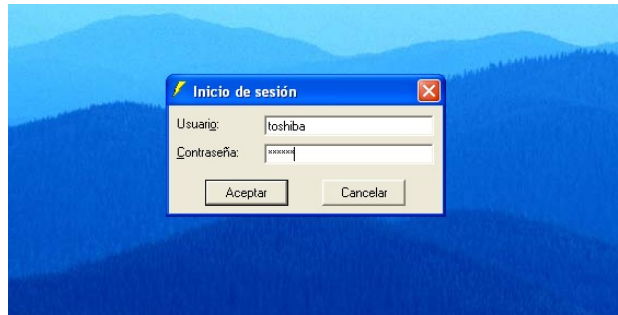 Inicio de sesión
Usuario: toshiba
Contraseña: ******
Aceptar Cancelar